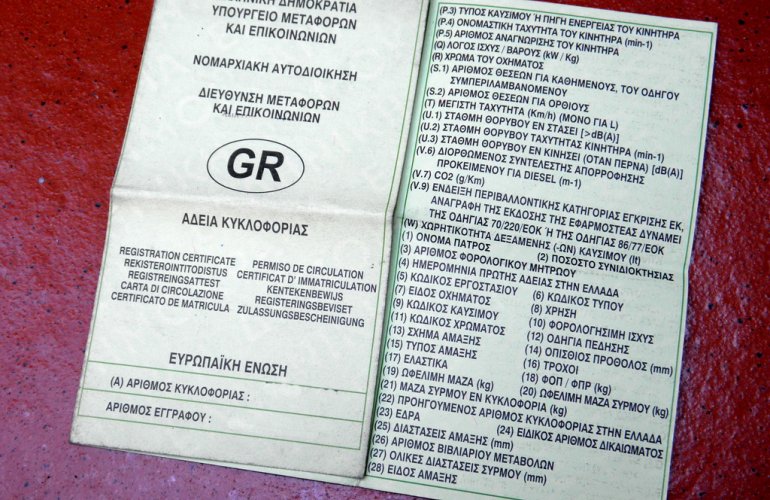 ΕΛΛΗΝΙΚΗ ΔΗΜΟΚΡΑΤΙΑ
ΥΠΟΥΡΓΕΙΟ ΜΕΤΑΦΟΡΩΝ
ΚΑΙ ΕΠΙΚΟΙΝΩΝΙΩΝ
ΝΟΜΑΡΧΙΑΚΗ ΑΥΤΟΔΙΟΙΚΗΣΗ
ΔΙΕΥΘΥΝΣΗ ΜΕΤΑΦΟΡΩΝ
ΚΑΙ ΕΠΙΚΟΙΝΩΝΙΩΝ
GR
ΑΔΕΙΑ ΚΥΚΛΟΦΟΡΙΑΣ
REGISTRATION CERTIFICATE
REKISTEROINTITODISTUS
REGISTREINGSATTEST
CARTA DI CIRCOLAZIONE
CERTIFICATO DE MATRICULA
PERMISO DE CIRCULATION
CERTIFICAT D' IMMATRICULATION
KENTEKENBEWIJS
REGISTERINGSBEVISET
ZULASSUNGSBESCHEINIGUNG
ΕΥΡΩΠΑΪΚΗ ΕΝΩΣΗ
(Α) ΑΡΙΘΜΟΣ ΚΥΚΛΟΦΟΡΙΑΣ :
ΑΡΙΘΜΟΣ ΕΓΓΡΑΦΟΥ :
(P.3) ΤΥΠΟΣ ΚΑΥΣΙΜΟΥ Ή ΠΗΓΗ ΕΝΕΡΓΕΙΑΣ ΤΟΥ ΚΙΝΗΤΗΡΑ
(P.4) ΟΝΟΜΑΣΤΙΚΗ ΤΑΧΥΤΗΤΑ ΤΟΥ ΚΙΝΗΤΗΡΑ (min-1)
(P.5) ΑΡΙΘΜΟΣ ΑΝΑΓΝΩΡΙΣΗΣ ΤΟΥ ΚΙΝΗΤΗΡΑ
(Q) ΛΟΓΟΣ ΙΣΧΥΣ / ΒΑΡΟΥΣ (kW / Kg)
(R) ΧΡΩΜΑ ΤΟΥ ΟΧΗΜΑΤΟΣ
(S.1) ΑΡΙΘΜΟΣ ΘΕΣΕΩΝ ΓΙΑ ΚΑΘΗΜΕΝΟΥΣ, ΤΟΥ ΟΔΗΓΟΥ
ΣΥΜΠΕΡΙΛΑΜΒΑΝΟΜΕΝΟΥ
(S.2) ΑΡΙΘΜΟΣ ΘΕΣΕΩΝ ΓΙΑ ΟΡΘΙΟΥΣ
(T) ΜΕΓΙΣΤΗ ΤΑΧΥΤΗΤΑ (Km/h) (ΜΟΝΟ ΓΙΑ L)
(U.1) ΣΤΑΘΜΗ ΘΟΡΥΒΟΥ ΕΝ ΣΤΑΣΕΙ [>dB(A)]
(U.2) ΣΤΑΘΜΗ ΘΟΡΥΒΟΥ ΤΑΧΥΤΗΤΑΣ ΚΙΝΗΤΗΡΑ (min-1)
(U.3) ΣΤΑΘΜΗ ΘΟΡΥΒΟΥ ΕΝ ΚΙΝΗΣΕΙ (ΟΤΑΝ ΠΕΡΝΑ) [dB(A)]
(V.6) ΔΙΟΡΘΩΜΕΝΟΣ ΣΥΝΤΕΛΕΣΤΗΣ ΑΠΟΡΡΟΦΗΣΗΣ
ΠΡΟΚΕΙΜΕΝΟΥ ΓΙΑ DIESEL (m-1)
(V.7) CO2 (g/Km)
(V.9) ΕΝΔΕΙΞΗ ΠΕΡΙΒΑΛΛΟΝΤΙΚΗΣ ΚΑΤΗΓΟΡΙΑΣ ΕΓΚΡΙΣΗΣ ΕΚ,
ΑΝΑΓΡΑΦΗ ΤΗΣ ΕΚΔΟΣΗΣ ΤΗΣ ΕΦΑΡΜΟΣΤΕΑΣ ΔΥΝΑΜΕΙ
ΤΗΣ ΟΔΗΓΙΑΣ 70/220/ΕΟΚ Ή ΤΗΣ ΟΔΗΓΙΑΣ 86/77/ΕΟΚ
(W) ΧΩΡΗΤΙΚΟΤΗΤΑ ΔΕΞΑΜΕΝΗΣ (-ΩΝ) ΚΑΥΣΙΜΟΥ (lt)
(1) ΟΝΟΜΑ ΠΑΤΡΟΣ (2) ΠΟΣΟΣΤΟ ΣΥΝΙΔΙΟΚΤΗΣΙΑΣ
(3) ΑΡΙΘΜΟΣ ΦΟΡΟΛΟΓΙΚΟΥ ΜΗΤΡΩΟΥ
(4) ΗΜΕΡΟΜΗΝΙΑ ΠΡΩΤΗΣ ΑΔΕΙΑΣ ΣΤΗΝ ΕΛΛΑΔΑ
(5) ΚΩΔΙΚΟΣ ΕΡΓΟΣΤΑΣΙΟΥ (6) ΚΩΔΙΚΟΣ ΤΥΠΟΥ
(7) ΕΙΔΟΣ ΟΧΗΜΑΤΟΣ (8) ΧΡΗΣΗ
(9) ΚΩΔΙΚΟΣ ΚΑΥΣΙΜΟΥ (10) ΦΟΡΟΛΟΓΗΣΙΜΗ ΙΣΧΥΣ
(11) ΚΩΔΙΚΟΣ ΧΡΩΜΑΤΟΣ (12) ΟΔΗΓΙΑ ΠΕΔΗΣΗΣ
(13) ΣΧΗΜΑ ΑΜΑΞΗΣ (14) ΟΠΙΣΘΙΟΣ ΠΡΟΒΟΛΟΣ (mm)
(15) ΤΥΠΟΣ ΑΜΑΞΗΣ (16) ΤΡΟΧΟΙ
(17) ΕΛΑΣΤΙΚΑ (18) ΦΟΠ / ΦΠΡ (kg)
(19) ΩΦΕΛΙΜΗ ΜΑΖΑ (kg) (20) ΩΦΕΛΙΜΗ ΜΑΖΑ ΣΥΡΜΟΥ (kg)
(21) ΜΑΖΑ ΣΥΡΜΟΥ ΕΝ ΚΥΚΛΟΦΟΡΙΑ (kg)
(22) ΠΡΟΗΓΟΥΜΕΝΟΣ ΑΡΙΘΜΟΣ ΚΥΚΛΟΦΟΡΙΑΣ ΣΤΗΝ ΕΛΛΑΔΑ
(23) ΕΔΡΑ (24) ΕΙΔΙΚΟΣ ΑΡΙΘΜΟΣ ΔΙΚΑΙΩΜΑΤΟΣ
(25) ΔΙΑΣΤΑΣΕΙΣ ΑΜΑΞΗΣ (mm)
(26) ΑΡΙΘΜΟΣ ΒΙΒΛΙΑΡΙΟΥ ΜΕΤΑΒΟΛΩΝ
(27) ΟΛΙΚΕΣ ΔΙΑΣΤΑΣΕΙΣ ΣΥΡΜΟΥ (mm)
(28) ΕΙΔΟΣ ΑΜΑΞΗΣ